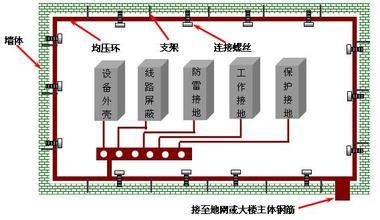 墙体
均压环
支架
连接螺丝
设备外壳
线路屏蔽
防雷接地
工作接地
保护接地
接至地网或大楼主体钢筋